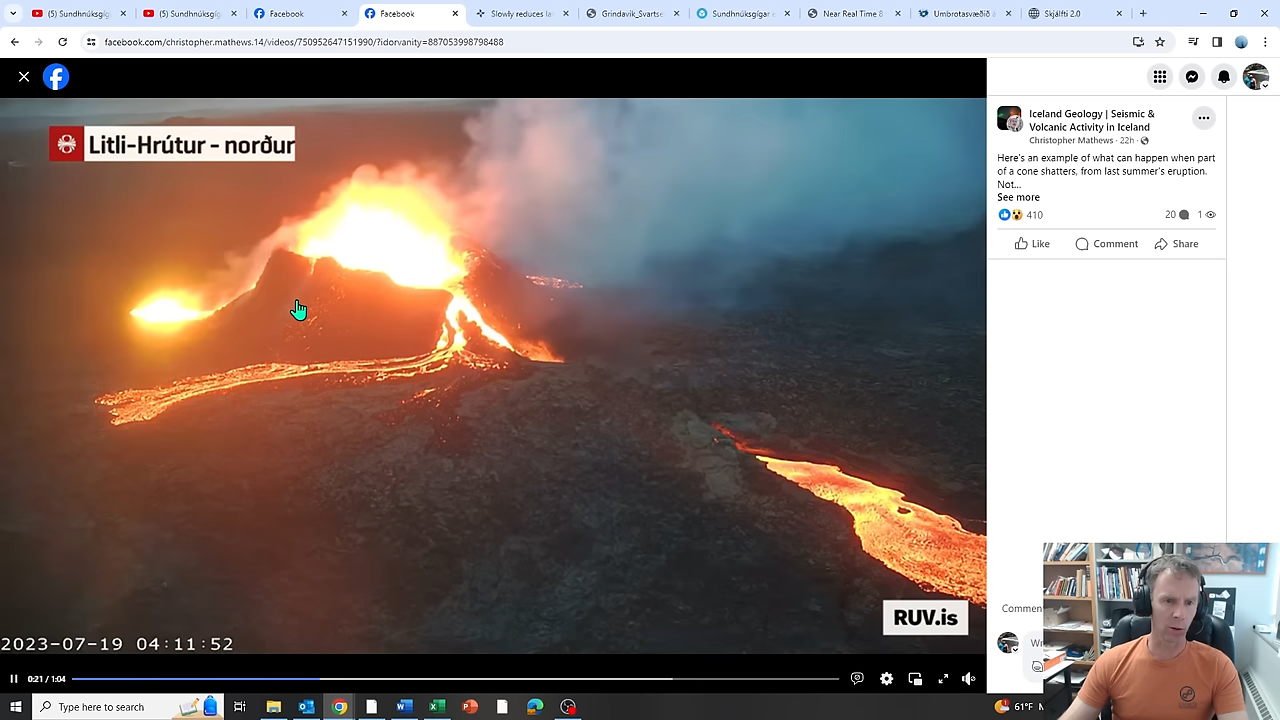 (5) Sundhnúksgíg
(5) Sundhnúksgíg
Facebook
Facebook
Slowly reduces la
Grindavik_Svartse
Sundhnúksgígar e
Near Real Time 8
Umbrotasvæðið á
Skjálfti 2.0
facebook.com/christopher.mathews.14/videos/750952647151990/?idorvanity=887053998798488
Litli-Hrútur - norður
Iceland Geology | Seismic &
Volcanic Activity in Iceland
Christopher Mathews · 22h ·
Here's an example of what can happen when part
of a cone shatters, from last summer's eruption.
Not...
See more
410
20
1
Like
Comment
Share
RUV.is
2023-07-19 04:11:52
0:21 / 1:04
Commen
Wr
Type here to search
61°F